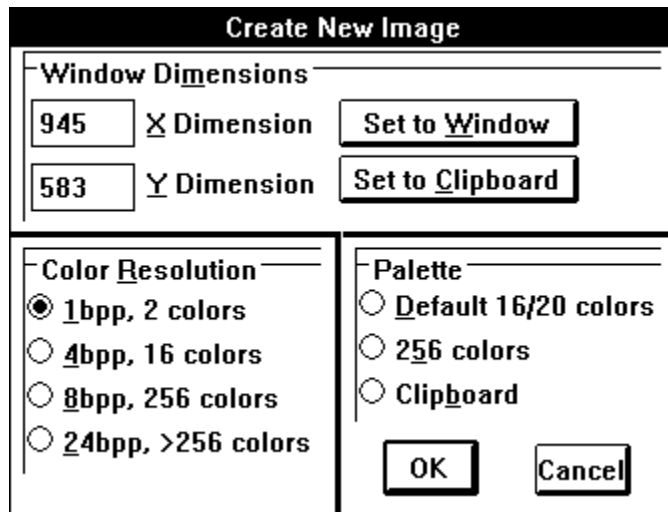 Create New Image
Window Dimensions
945 X Dimension Set to Window
583 Y Dimension Set to Clipboard
Color Resolution
1bpp, 2 colors
4bpp, 16 colors
8bpp, 256 colors
24bpp, >256 colors
Palette
Default 16/20 colors
256 colors
Clipboard
OK Cancel